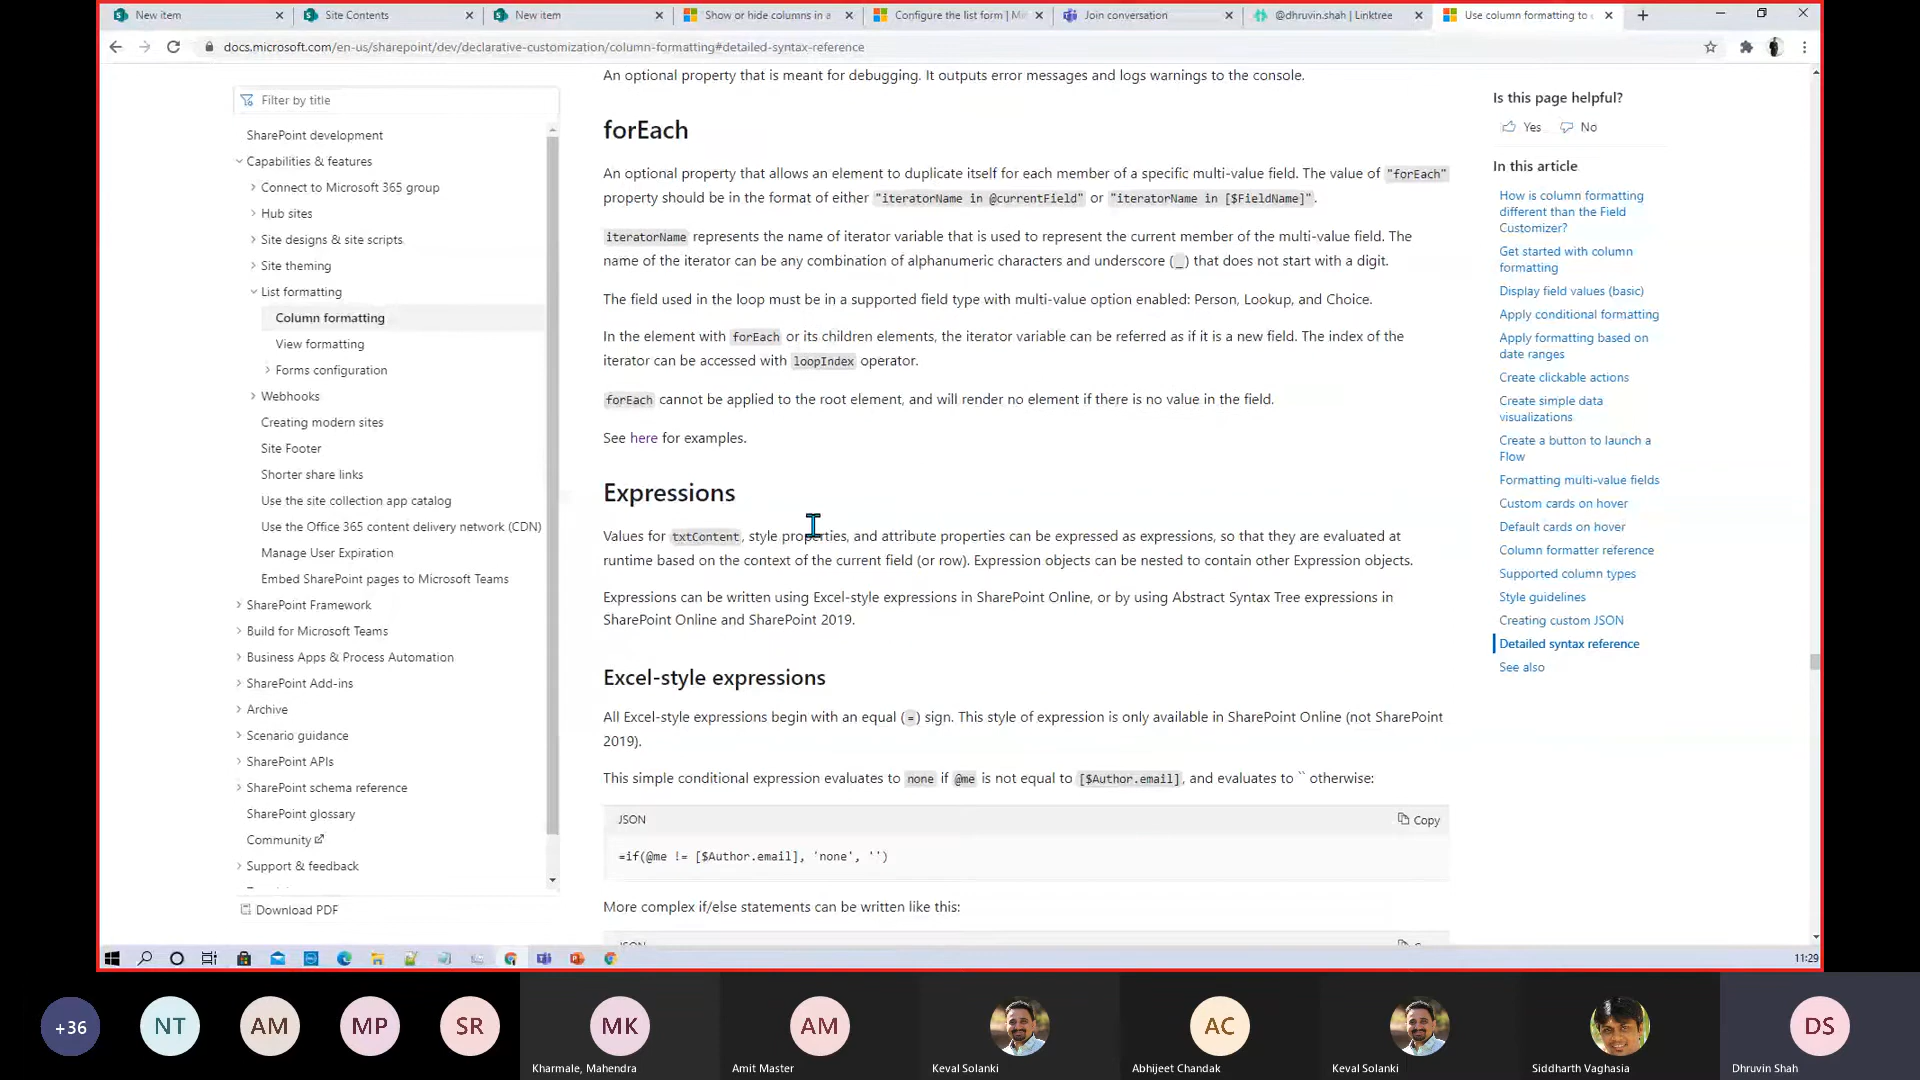 New item
Site Contents
New item
Show or hide columns in a
Configure the list form | Mi
Join conversation
@dhruvin.shah | Linktree
Use column formatting to
docs.microsoft.com/en-us/sharepoint/dev/declarative-customization/column-formatting#detailed-syntax-reference
Filter by title
SharePoint development
Capabilities & features
Connect to Microsoft 365 group
Hub sites
Site designs & site scripts
Site theming
List formatting
Column formatting
View formatting
Forms configuration
Webhooks
Creating modern sites
Site Footer
Shorter share links
Use the site collection app catalog
Use the Office 365 content delivery network (CDN)
Manage User Expiration
Embed SharePoint pages to Microsoft Teams
SharePoint Framework
Build for Microsoft Teams
Business Apps & Process Automation
SharePoint Add-ins
Archive
Scenario guidance
SharePoint APIs
SharePoint schema reference
SharePoint glossary
Community
Support & feedback
Download PDF
An optional property that is meant for debugging. It outputs error messages and logs warnings to the console.
forEach
An optional property that allows an element to duplicate itself for each member of a specific multi-value field. The value of "forEach"
property should be in the format of either "iteratorName in @currentField" or "iteratorName in [$FieldName]".
iteratorName represents the name of iterator variable that is used to represent the current member of the multi-value field. The
name of the iterator can be any combination of alphanumeric characters and underscore (_) that does not start with a digit.
The field used in the loop must be in a supported field type with multi-value option enabled: Person, Lookup, and Choice.
In the element with forEach or its children elements, the iterator variable can be referred as if it is a new field. The index of the
iterator can be accessed with loopIndex operator.
forEach cannot be applied to the root element, and will render no element if there is no value in the field.
See here for examples.
Expressions
Values for txtContent, style properties, and attribute properties can be expressed as expressions, so that they are evaluated at
runtime based on the context of the current field (or row). Expression objects can be nested to contain other Expression objects.
Expressions can be written using Excel-style expressions in SharePoint Online, or by using Abstract Syntax Tree expressions in
SharePoint Online and SharePoint 2019.
Excel-style expressions
All Excel-style expressions begin with an equal (=) sign. This style of expression is only available in SharePoint Online (not SharePoint
2019).
This simple conditional expression evaluates to none if @me is not equal to [$Author.email], and evaluates to `` otherwise:
JSON
Copy
=if(@me != [$Author.email], 'none', '')
More complex if/else statements can be written like this:
Is this page helpful?
Yes
No
In this article
How is column formatting
different than the Field
Customizer?
Get started with column
formatting
Display field values (basic)
Apply conditional formatting
Apply formatting based on
date ranges
Create clickable actions
Create simple data
visualizations
Create a button to launch a
Flow
Formatting multi-value fields
Custom cards on hover
Default cards on hover
Column formatter reference
Supported column types
Style guidelines
Creating custom JSON
Detailed syntax reference
See also
11:29
+36
NT
AM
MP
SR
MK
Kharmale, Mahendra
AM
Amit Master
Keval Solanki
AC
Abhijeet Chandak
Keval Solanki
Siddharth Vaghasia
DS
Dhruvin Shah